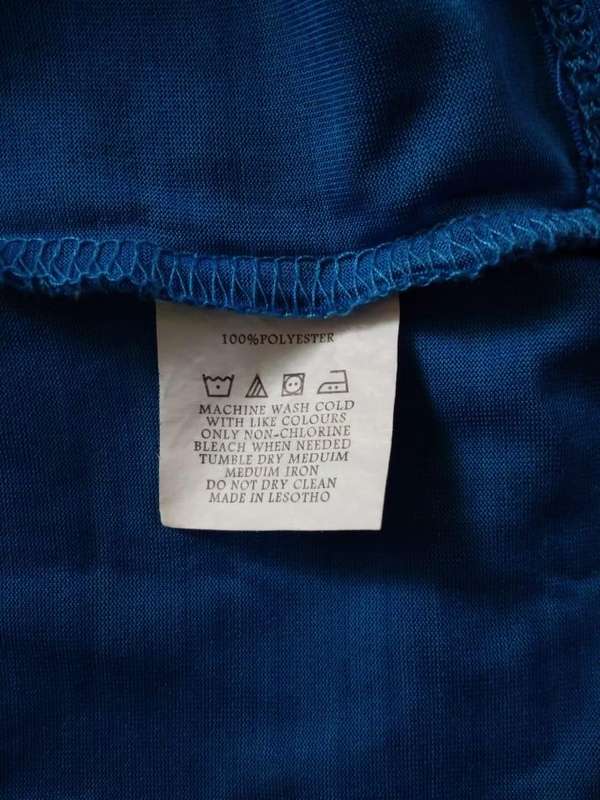 100%POLYESTER
MACHINE WASH COLD
WITH LIKE COLOURS
ONLY NON-CHLORINE
BLEACH WHEN NEEDED
TUMBLE DRY MEDUIM
MEDUIM IRON
DO NOT DRY CLEAN
MADE IN LESOTHO